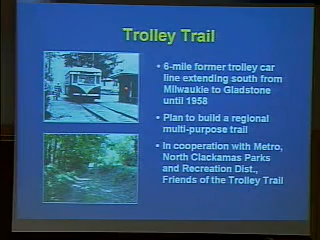 Trolley Trail
• 6-mile former trolley car
line extending south from
Milwaukie to Gladstone
until 1958
• Plan to build a regional
multi-purpose trail
• In cooperation with Metro,
North Clackamas Parks
and Recreation Dist.,
Friends of the Trolley Trail